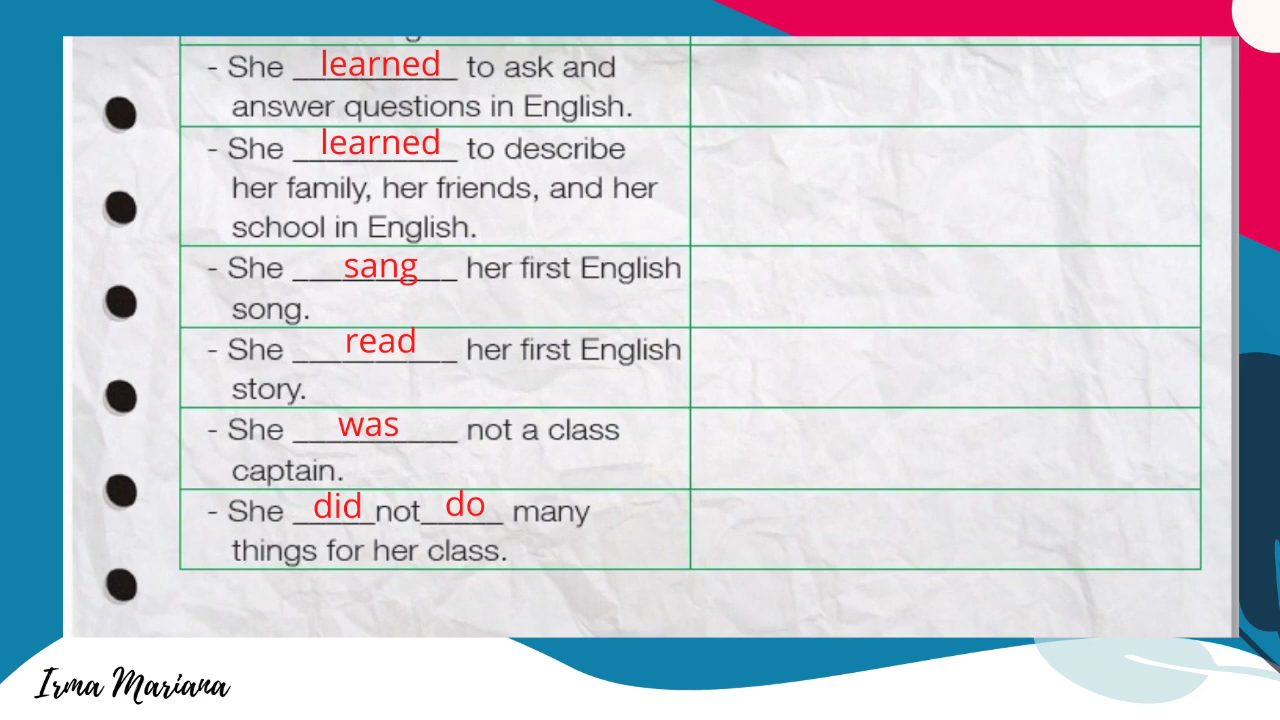 - She learned to ask and
answer questions in English.
- She learned to describe
her family, her friends, and her
school in English.
- She sang her first English
song.
- She read her first English
story.
- She was not a class
captain.
- She did not do many
things for her class.
Irma Mariana